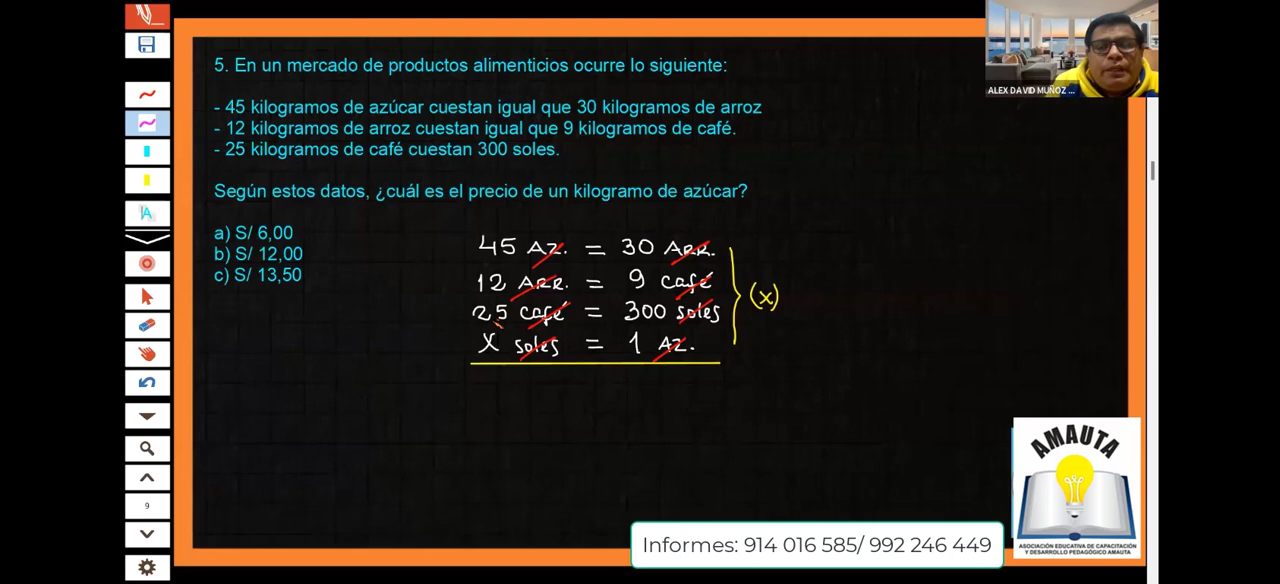 5. En un mercado de productos alimenticios ocurre lo siguiente:
- 45 kilogramos de azúcar cuestan igual que 30 kilogramos de arroz
- 12 kilogramos de arroz cuestan igual que 9 kilogramos de café.
- 25 kilogramos de café cuestan 300 soles.
Según estos datos, ¿cuál es el precio de un kilogramo de azúcar?
a) S/ 6,00
b) S/ 12,00
c) S/ 13,50
45 AZ. = 30 ARR.
12 ARR. = 9 café
25 café = 300 soles
X soles = 1 AZ.
(x)
ALEX DAVID MUÑOZ ...
A
9
AMAUTA
ASOCIACIÓN EDUCATIVA DE CAPACITACIÓN
Y DESARROLLO PEDAGÓGICO AMAUTA
Informes: 914 016 585/ 992 246 449